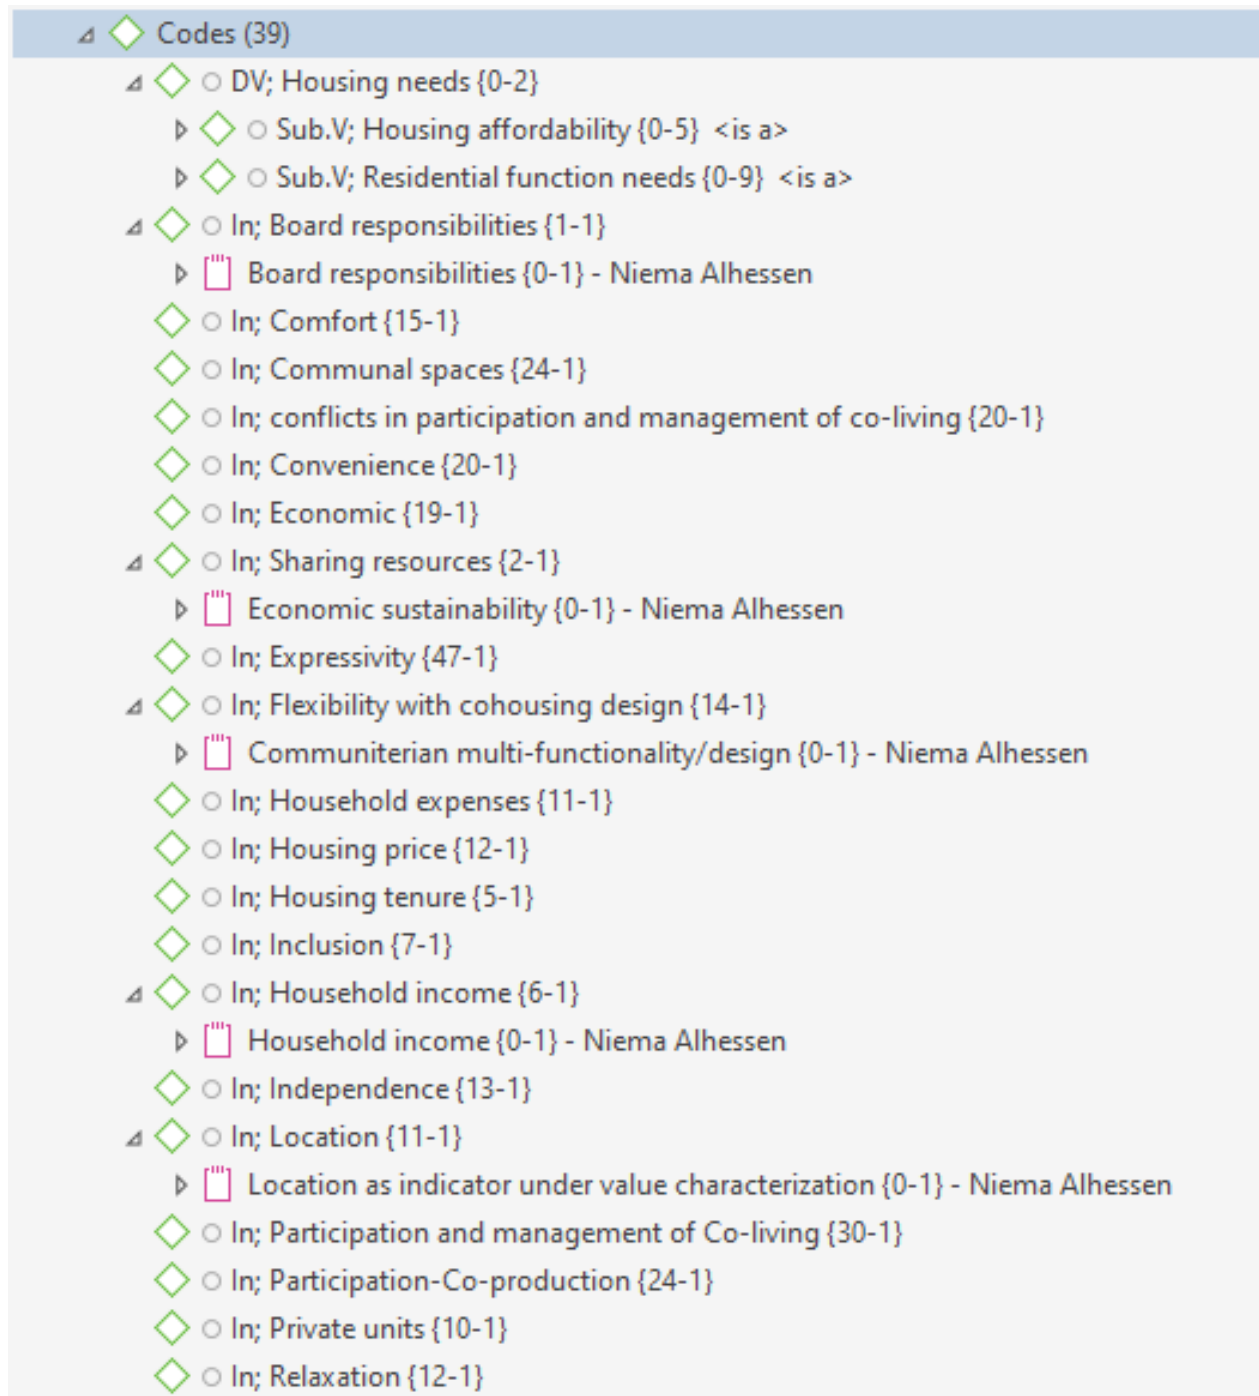 Codes (39)
DV; Housing needs {0-2}
Sub.V; Housing affordability {0-5} <is a>
Sub.V; Residential function needs {0-9} <is a>
In; Board responsibilities {1-1}
Board responsibilities {0-1} - Niema Alhessen
In; Comfort {15-1}
In; Communal spaces {24-1}
In; conflicts in participation and management of co-living {20-1}
In; Convenience {20-1}
In; Economic {19-1}
In; Sharing resources {2-1}
Economic sustainability {0-1} - Niema Alhessen
In; Expressivity {47-1}
In; Flexibility with cohousing design {14-1}
Communiterian multi-functionality/design {0-1} - Niema Alhessen
In; Household expenses {11-1}
In; Housing price {12-1}
In; Housing tenure {5-1}
In; Inclusion {7-1}
In; Household income {6-1}
Household income {0-1} - Niema Alhessen
In; Independence {13-1}
In; Location {11-1}
Location as indicator under value characterization {0-1} - Niema Alhessen
In; Participation and management of Co-living {30-1}
In; Participation-Co-production {24-1}
In; Private units {10-1}
In; Relaxation {12-1}